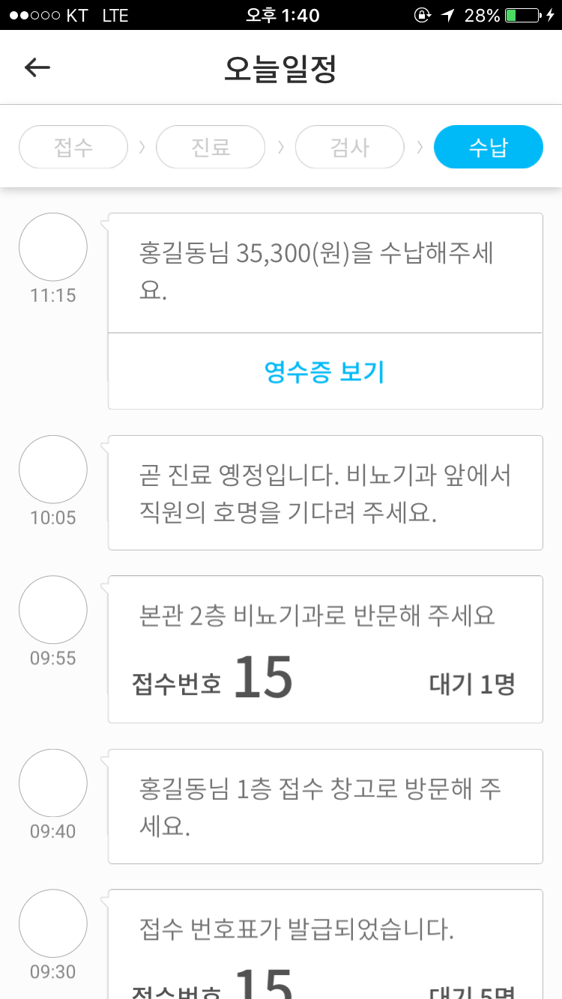 KT LTE 오후 1:40 28%
오늘일정
접수 진료 검사 수납
홍길동님 35,300(원)을 수납해주세
요.
11:15
영수증 보기
곧 진료 옝정입니다. 비뇨기과 앞에서
직원의 호명을 기다려 주세요.
10:05
본관 2층 비뇨기과로 반문해 주세요
09:55
접수번호 15 대기 1명
홍길동님 1층 접수 창고로 방문해 주
세요.
09:40
접수 번호표가 발급되었습니다.
09:30
접수번호 15 대기 5명